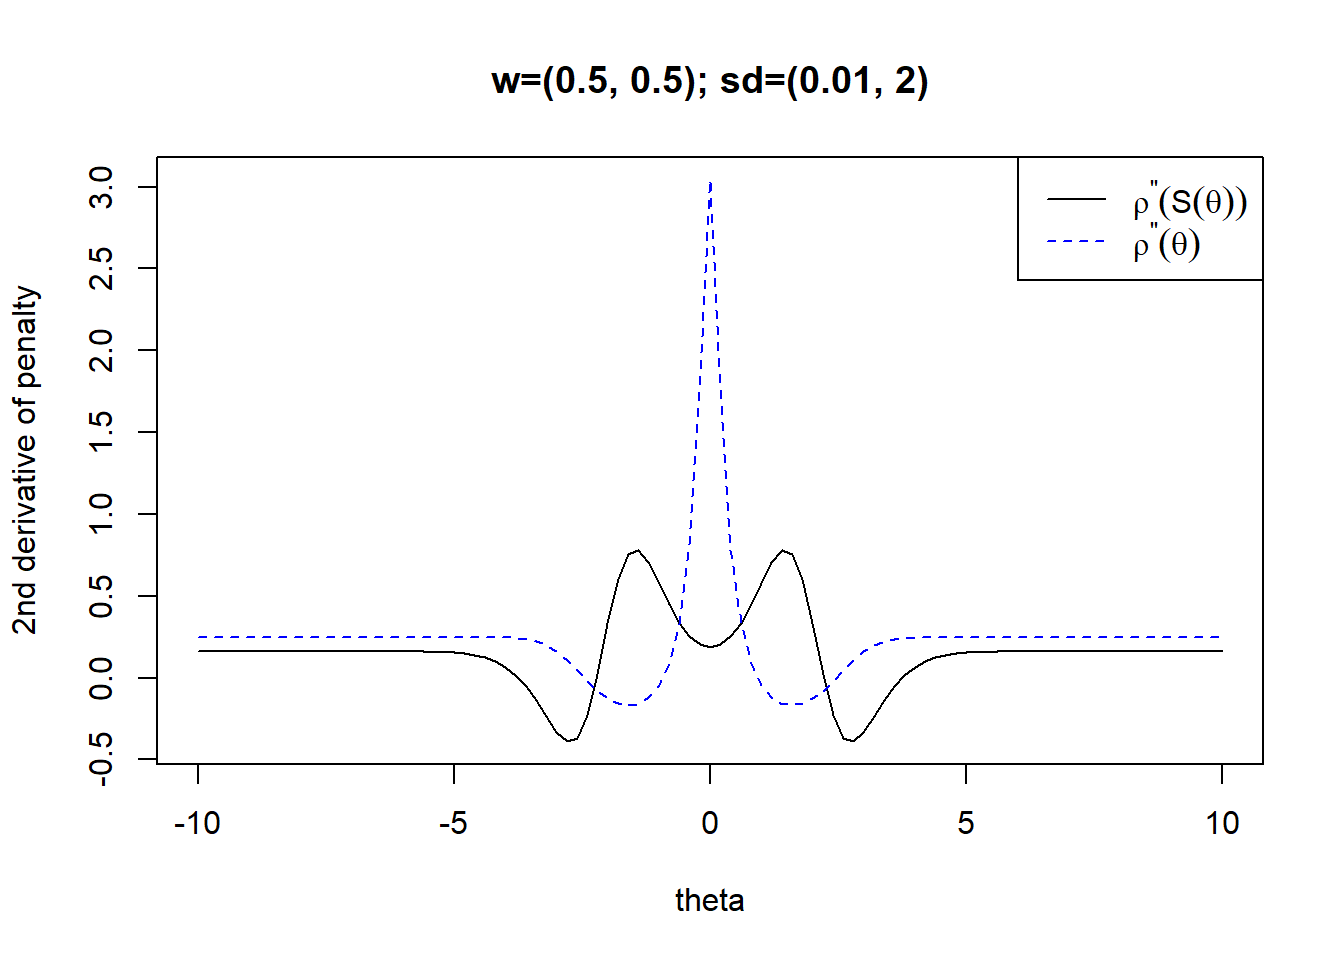 w=(0.5, 0.5); sd=(0.01, 2)
ρ"(S(θ))
ρ"(θ)
2nd derivative of penalty
3.0
2.5
2.0
1.5
1.0
0.5
0.0
-0.5
-10
-5
0
5
10
theta